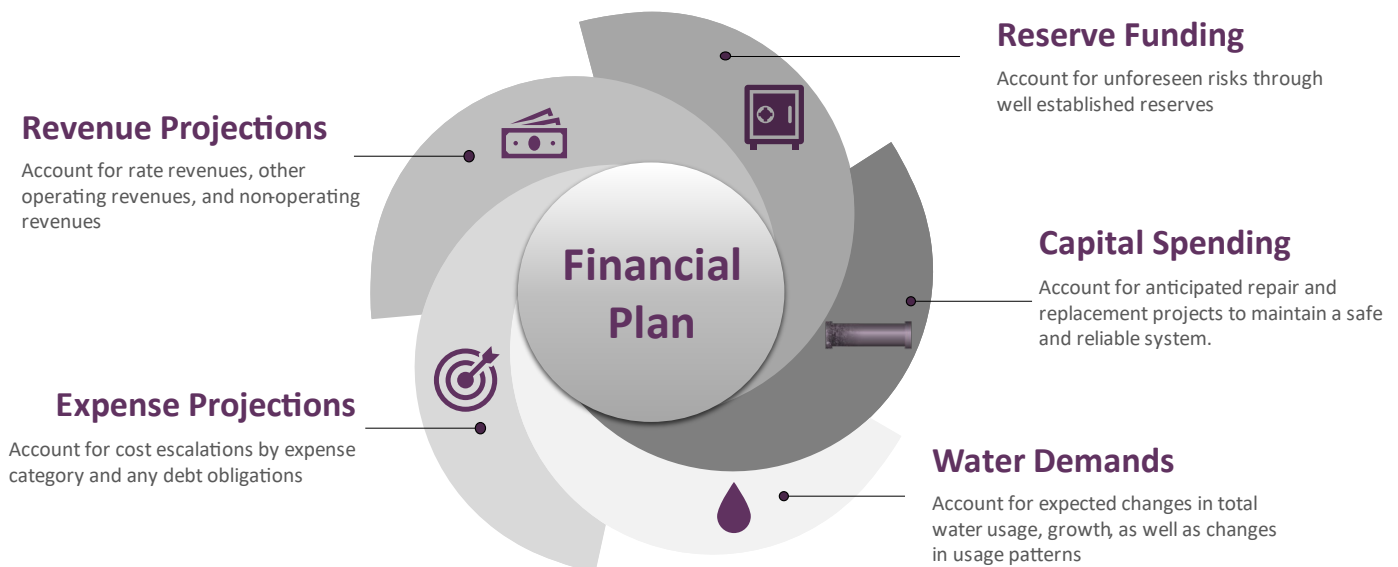 Reserve Funding
Account for unforeseen risks through
well established reserves
Revenue Projections
Account for rate revenues, other
operating revenues, and non-operating
revenues
Financial
Plan
Capital Spending
Account for anticipated repair and
replacement projects to maintain a safe
and reliable system.
Expense Projections
Account for cost escalations by expense
category and any debt obligations
Water Demands
Account for expected changes in total
water usage, growth, as well as changes
in usage patterns